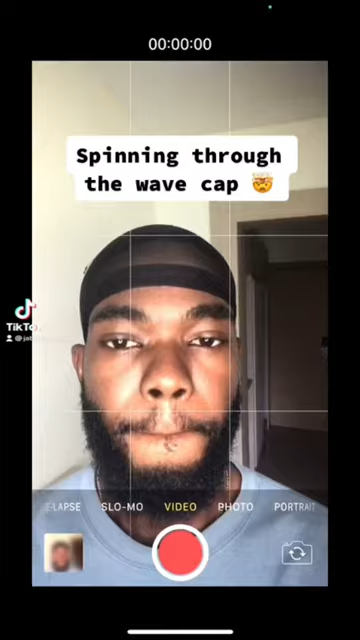 00:00:00
Spinning through
the wave cap 🤯
TikTok
E-LAPSE SLO-MO VIDEO PHOTO PORTRAIT